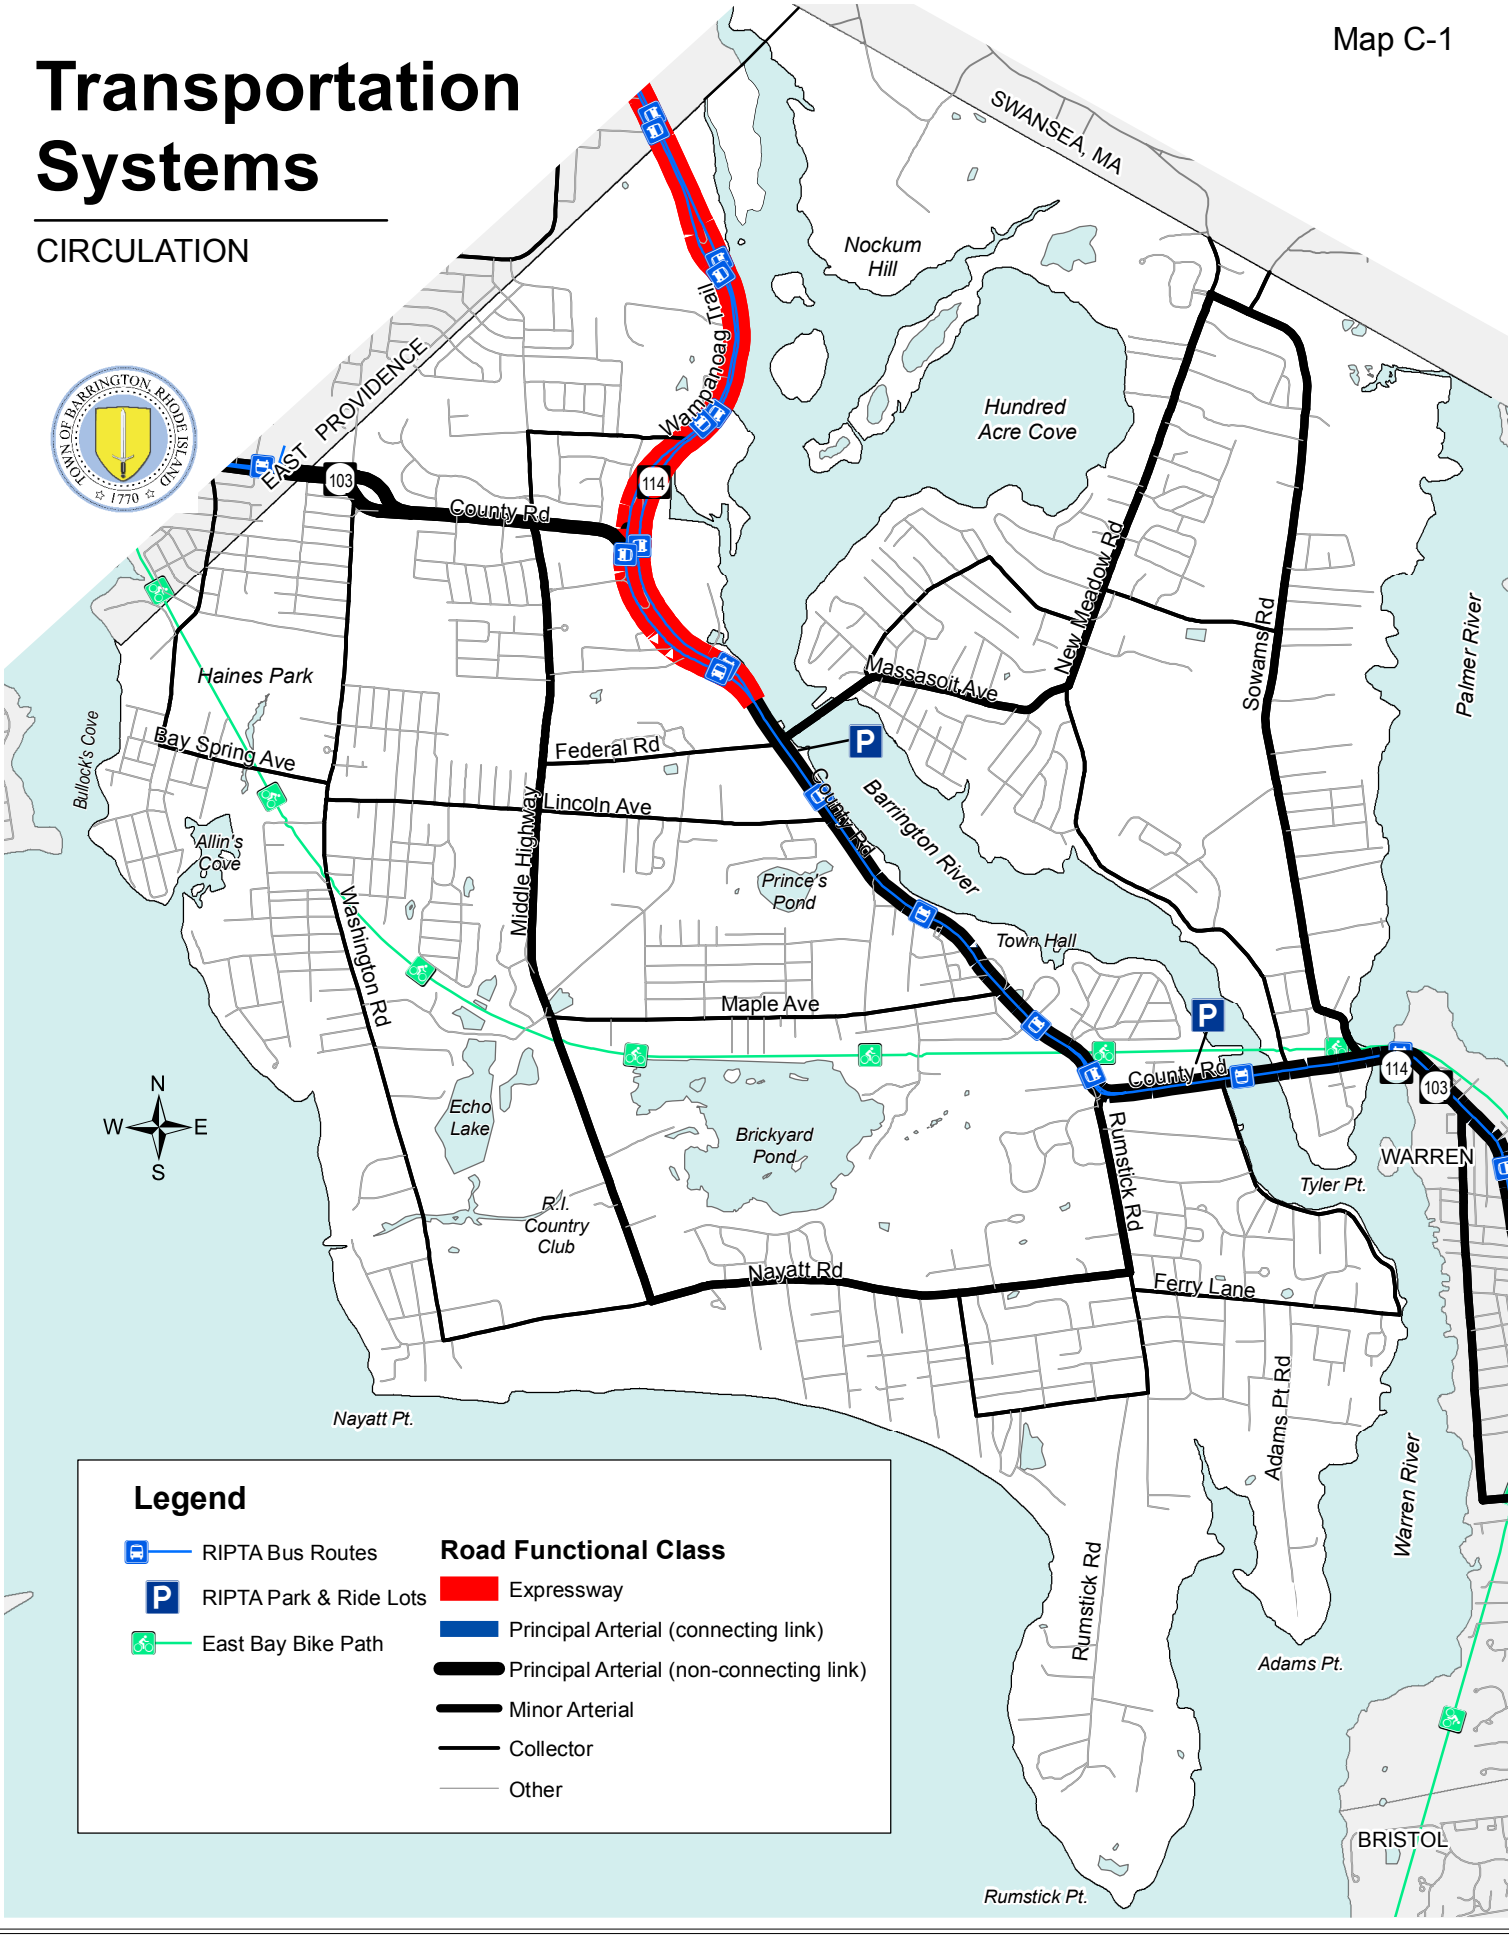 Map C-1
Transportation
Systems
CIRCULATION
SWANSEA, MA
Nockum
Hill
Wampanoag Trail
EAST PROVIDENCE
TOWN OF BARRINGTON, RHODE ISLAND
1770
Hundred
Acre Cove
103
114
County Rd
New Meadow Rd
Sowams Rd
Palmer River
Haines Park
Massasoit Ave
Bullock's Cove
Bay Spring Ave
Federal Rd
P
Lincoln Ave
County Rd
Barrington River
Middle Highway
Allin's
Cove
Prince's
Pond
Washington Rd
Town Hall
Maple Ave
P
County Rd
114
103
N
W E
S
Echo
Lake
Brickyard
Pond
Rumstick Rd
WARREN
Tyler Pt.
R.I.
Country
Club
Nayatt Rd
Ferry Lane
Adams Pt Rd
Nayatt Pt.
Warren River
Rumstick Rd
Adams Pt.
BRISTOL
Rumstick Pt.
Legend
RIPTA Bus Routes
P RIPTA Park & Ride Lots
East Bay Bike Path
Road Functional Class
Expressway
Principal Arterial (connecting link)
Principal Arterial (non-connecting link)
Minor Arterial
Collector
Other